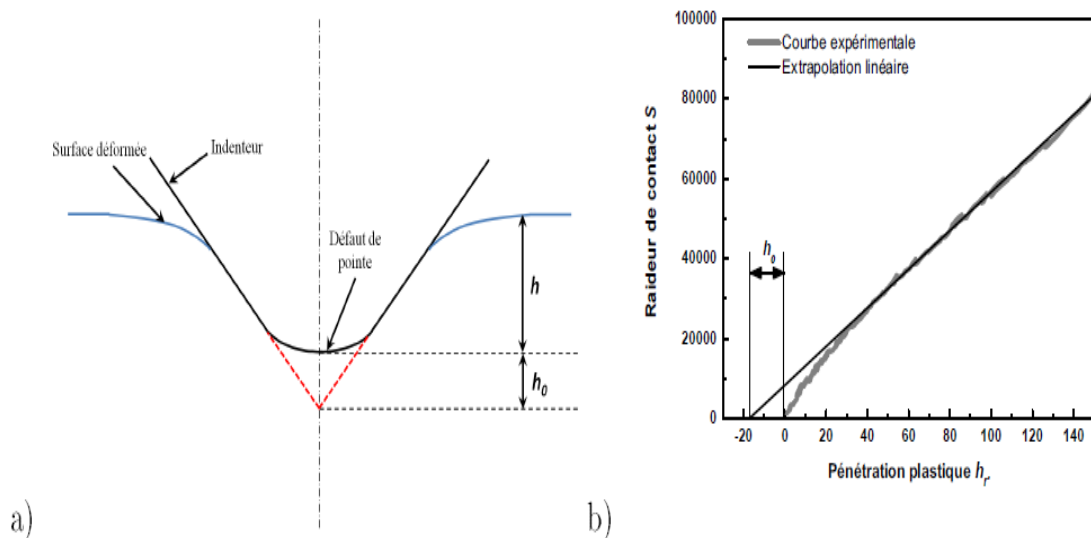 Surface déformée
Indenteur
Défaut de
pointe
h
h0
a)
100000
80000
60000
40000
20000
0
Raideur de contact S
Courbe expérimentale
Extrapolation linéaire
h0
-20 0 20 40 60 80 100 120 140
Pénétration plastique hr'
b)